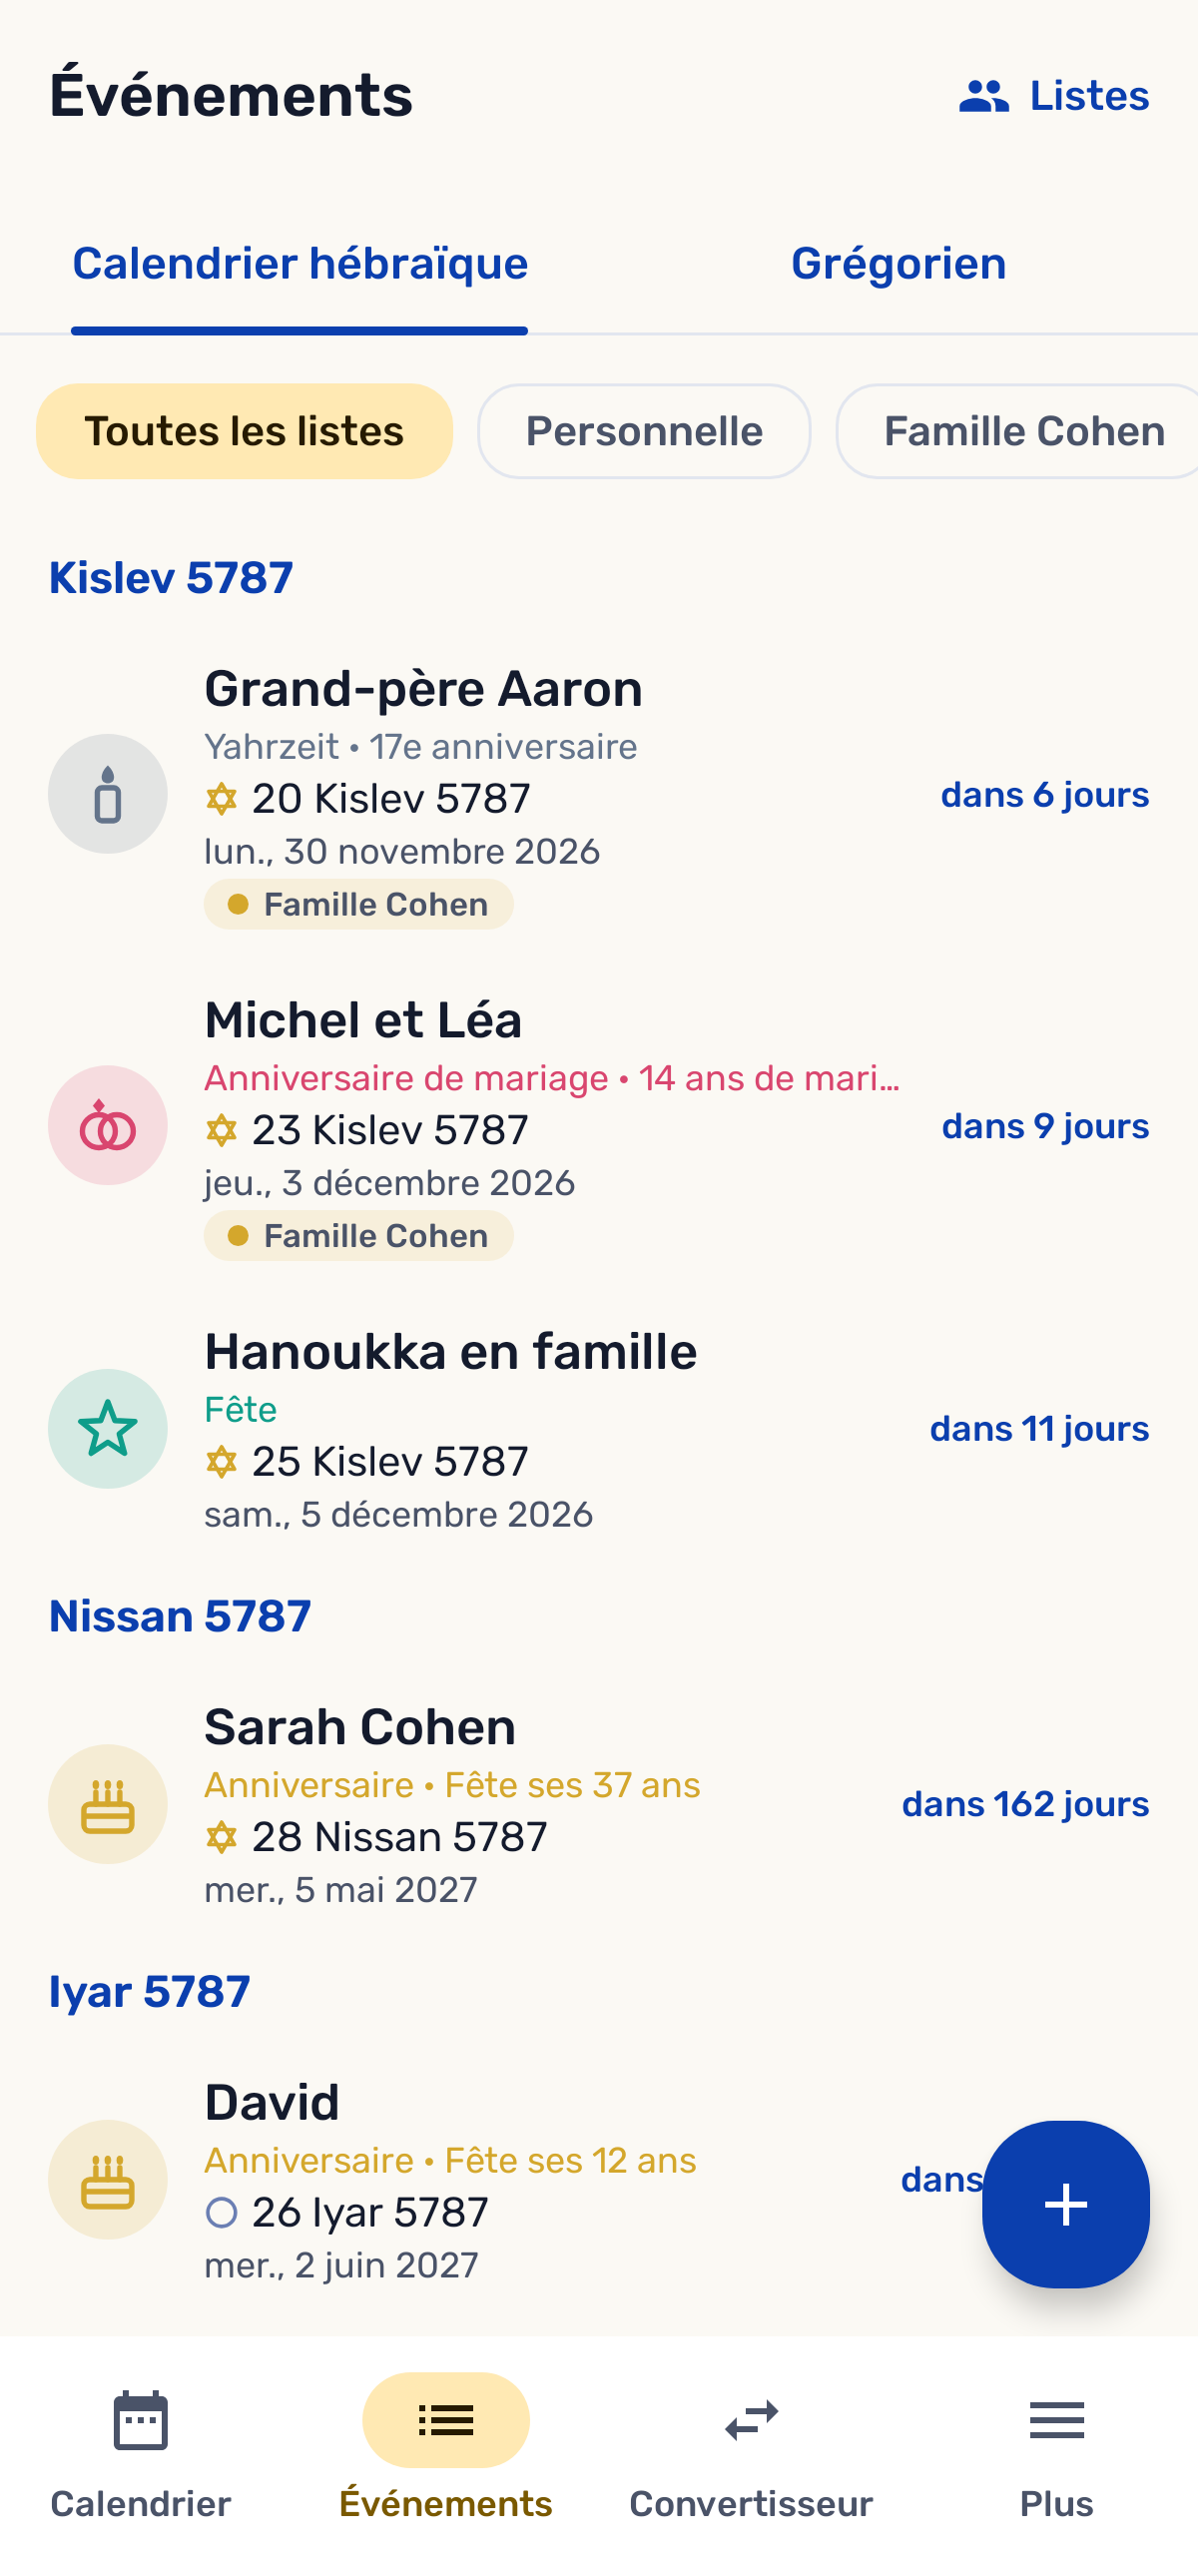 Événements
Listes
Calendrier hébraïque
Grégorien
Toutes les listes
Personnelle
Famille Cohen
Kislev 5787
Grand-père Aaron
Yahrzeit • 17e anniversaire
20 Kislev 5787
lun., 30 novembre 2026
Famille Cohen
dans 6 jours
Michel et Léa
Anniversaire de mariage • 14 ans de mari…
23 Kislev 5787
jeu., 3 décembre 2026
Famille Cohen
dans 9 jours
Hanoukka en famille
Fête
25 Kislev 5787
sam., 5 décembre 2026
dans 11 jours
Nissan 5787
Sarah Cohen
Anniversaire • Fête ses 37 ans
28 Nissan 5787
mer., 5 mai 2027
dans 162 jours
Iyar 5787
David
Anniversaire • Fête ses 12 ans
26 Iyar 5787
mer., 2 juin 2027
dans
Calendrier
Événements
Convertisseur
Plus